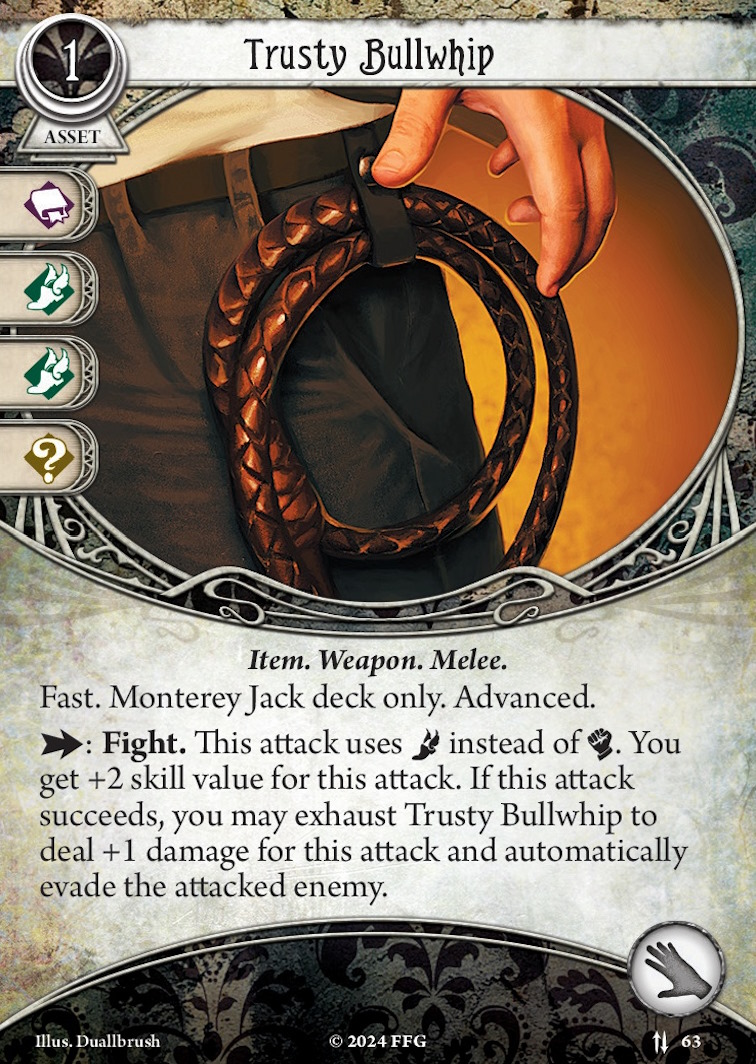 1
Trusty Bullwhip
ASSET
Item. Weapon. Melee.
Fast. Monterey Jack deck only. Advanced.
: Fight. This attack uses instead of . You
get +2 skill value for this attack. If this attack
succeeds, you may exhaust Trusty Bullwhip to
deal +1 damage for this attack and automatically
evade the attacked enemy.
Illus. Duallbrush
© 2024 FFG
63